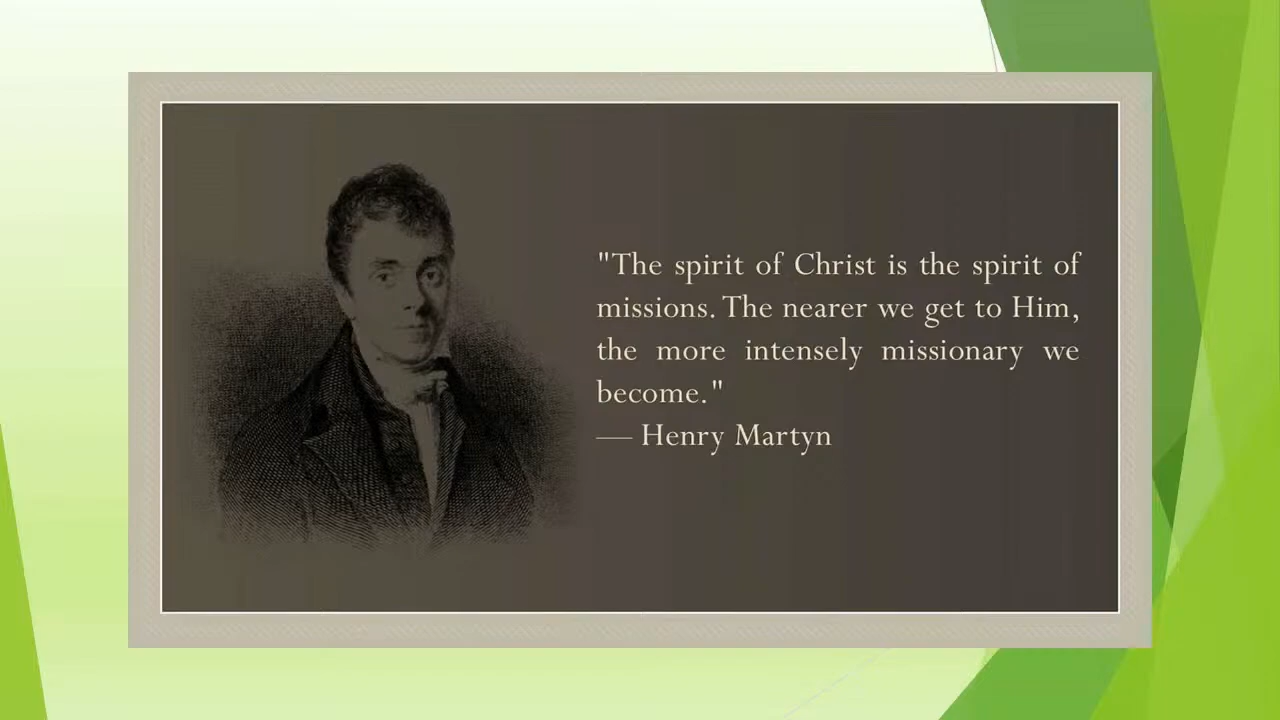 "The spirit of Christ is the spirit of
missions. The nearer we get to Him,
the more intensely missionary we
become."
— Henry Martyn